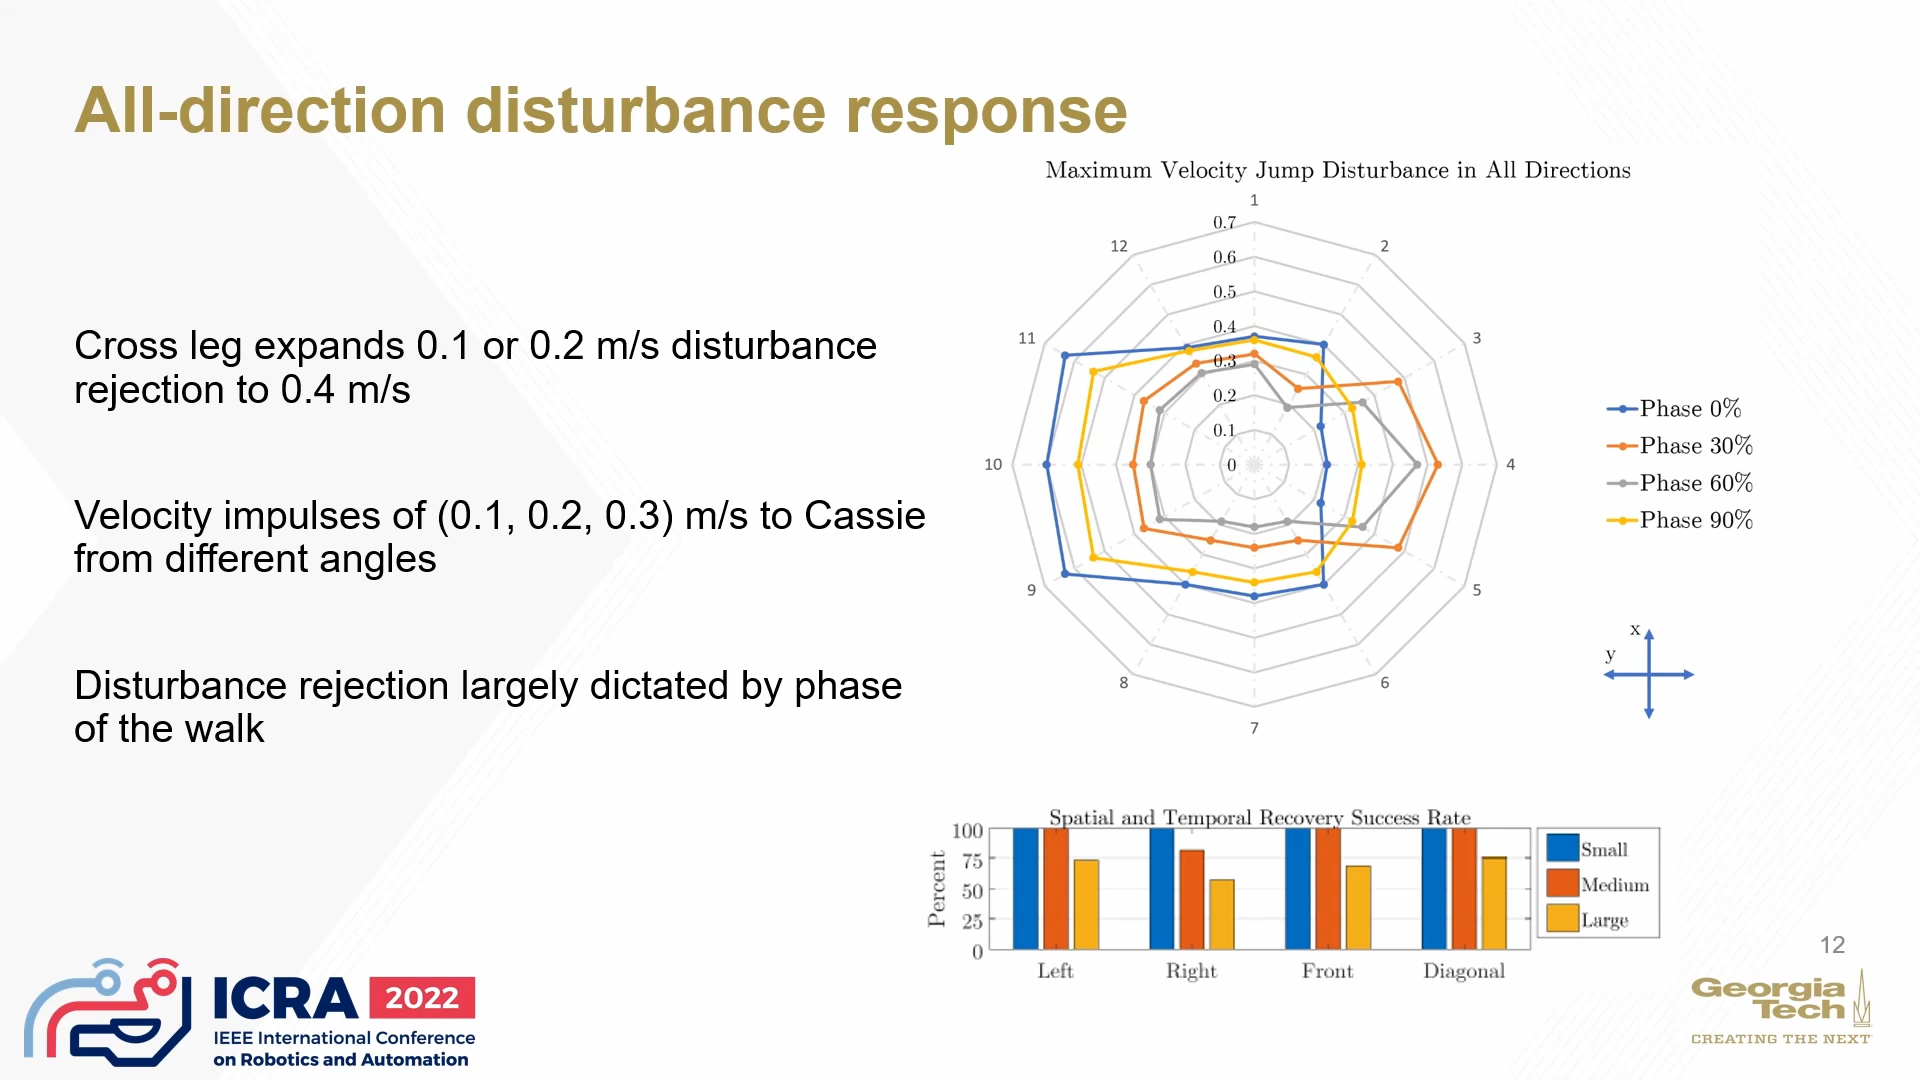 All-direction disturbance response
Cross leg expands 0.1 or 0.2 m/s disturbance
rejection to 0.4 m/s
Velocity impulses of (0.1, 0.2, 0.3) m/s to Cassie
from different angles
Disturbance rejection largely dictated by phase
of the walk
Maximum Velocity Jump Disturbance in All Directions
1
2
3
4
5
6
7
8
9
10
11
12
0.7
0.6
0.5
0.4
0.3
0.2
0.1
0
Phase 0%
Phase 30%
Phase 60%
Phase 90%
x
y
Spatial and Temporal Recovery Success Rate
Percent
100
75
50
25
0
Left
Right
Front
Diagonal
Small
Medium
Large
12
ICRA 2022
IEEE International Conference
on Robotics and Automation
Georgia
Tech
CREATING THE NEXT